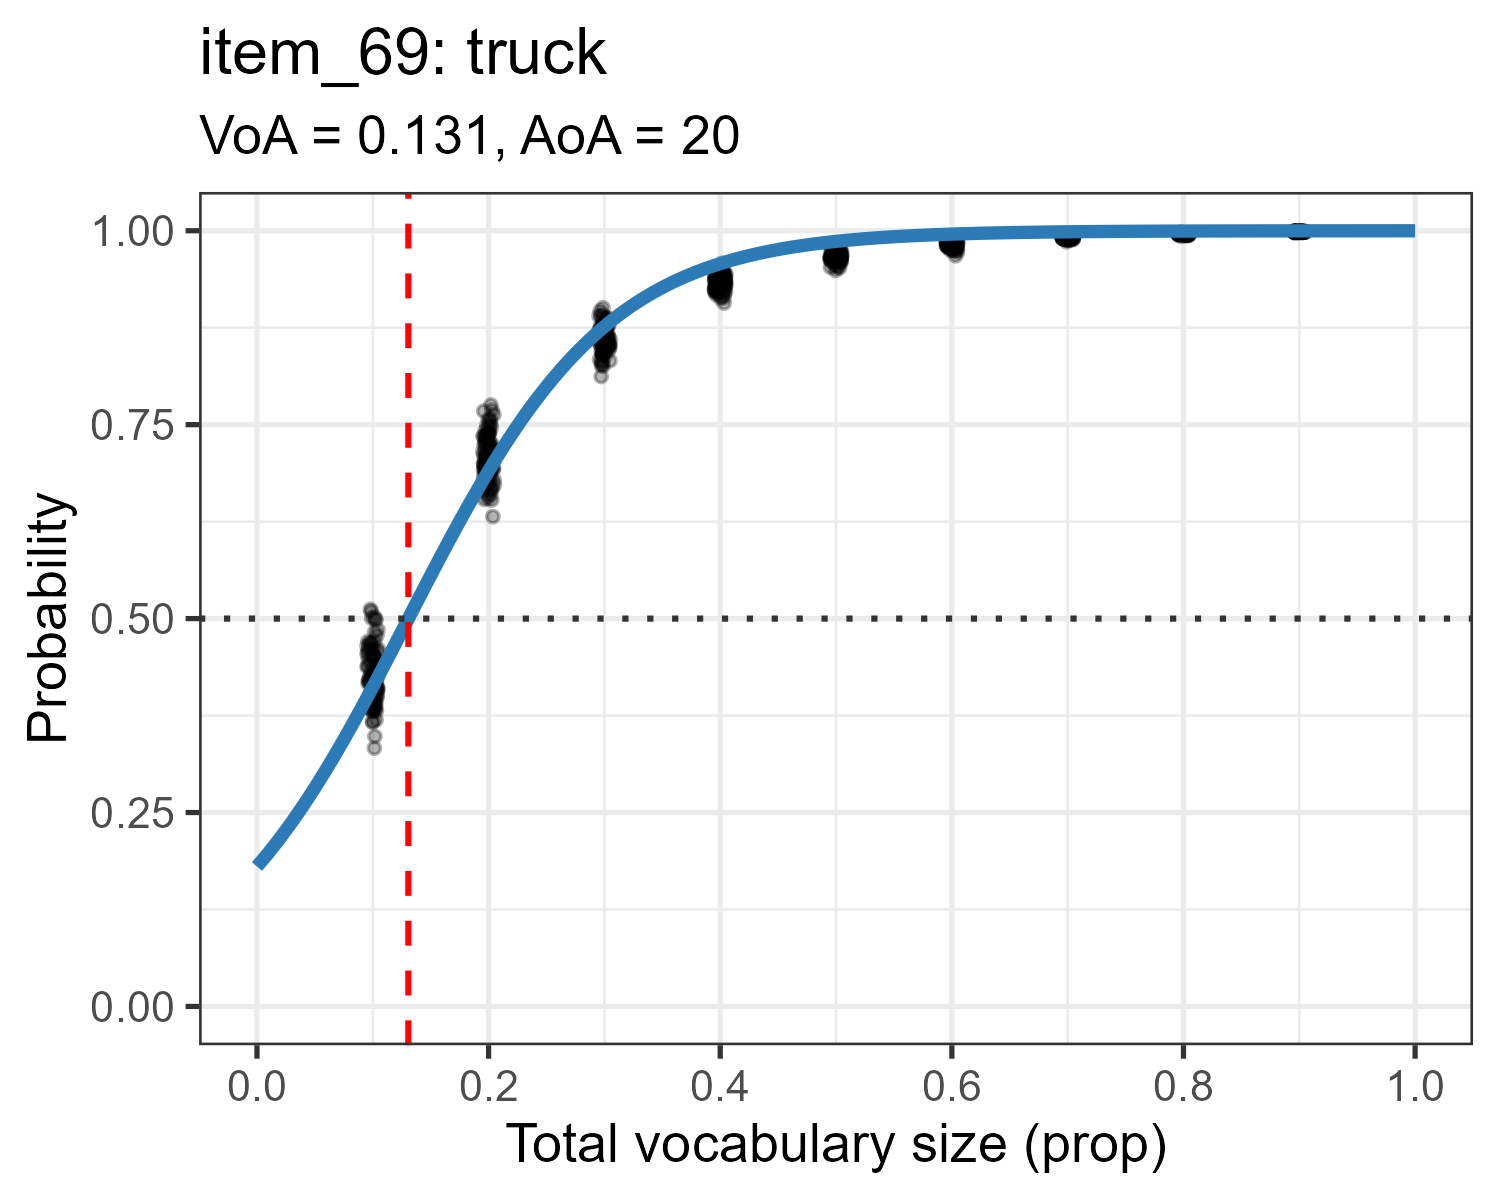 item_69: truck
VoA = 0.131, AoA = 20
1.00
0.75
0.50
0.25
0.00
Probability
0.0 0.2 0.4 0.6 0.8 1.0
Total vocabulary size (prop)